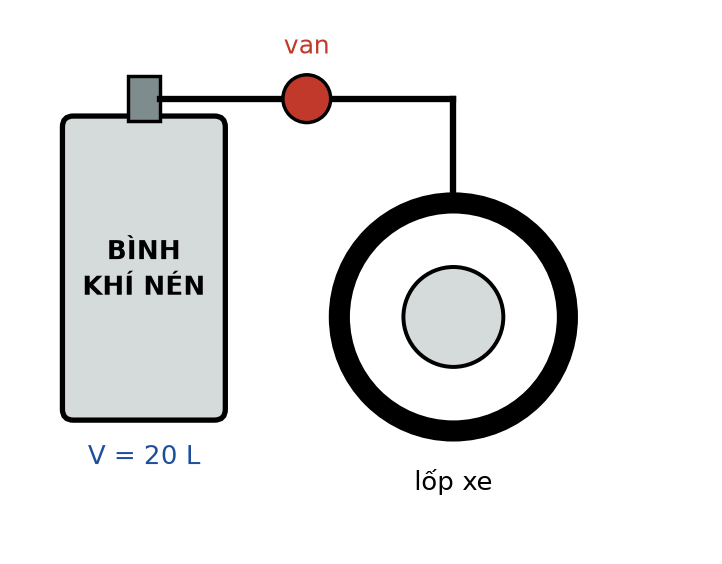 van
BÌNH
KHÍ NÉN
V = 20 L
lốp xe